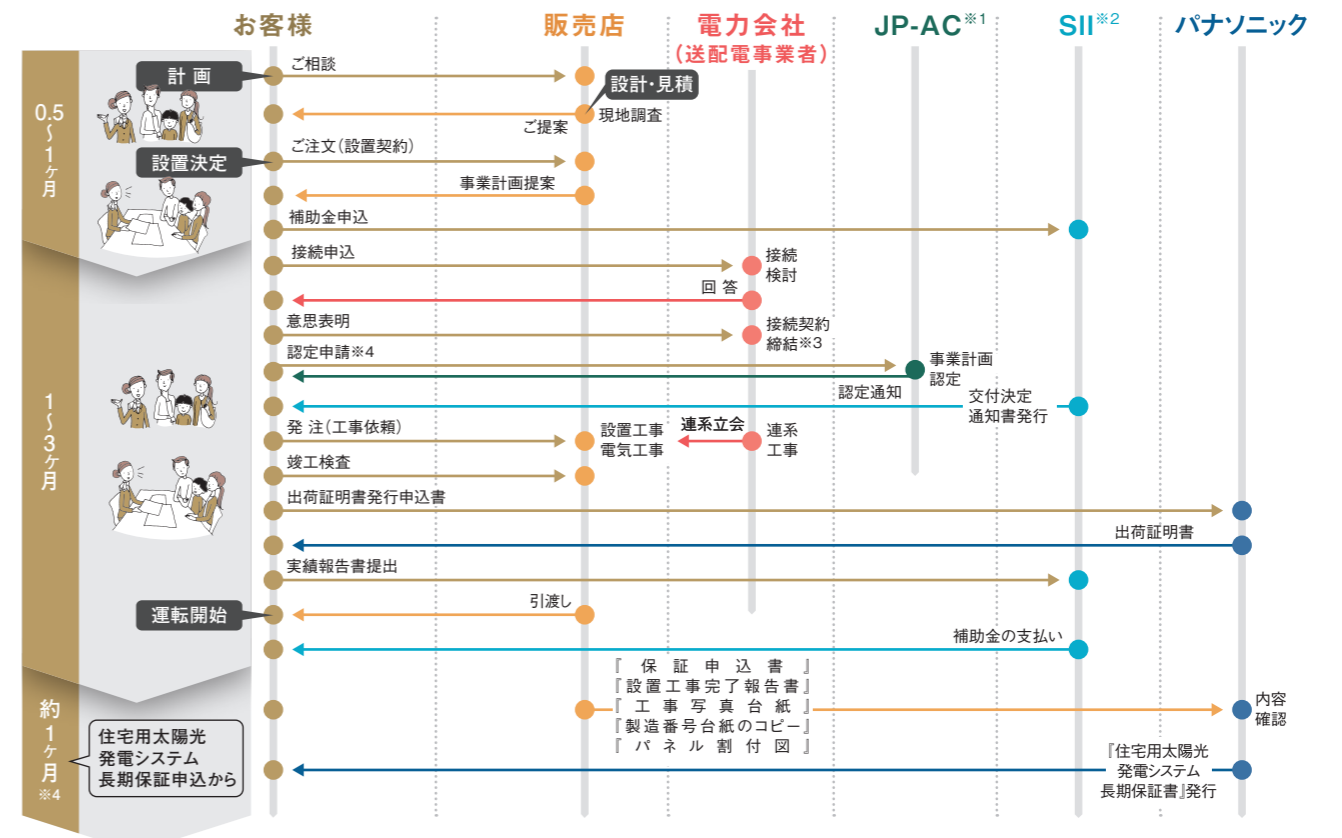 お客様
販売店
電力会社
(送配電事業者)
JP-AC※1
SII※2
パナソニック
0.5～1ヶ月
計画
ご相談
設計・見積
現地調査
ご提案
設置決定
ご注文(設置契約)
事業計画提案
補助金申込
1～3ヶ月
接続申込
接続
検討
回答
意思表明
接続契約
締結※3
認定申請※4
事業計画
認定
認定通知
交付決定
通知書発行
発注(工事依頼)
設置工事
電気工事
連系立会
連系
工事
竣工検査
出荷証明書発行申込書
出荷証明書
実績報告書提出
運転開始
引渡し
補助金の支払い
約1ヶ月
※4
住宅用太陽光
発電システム
長期保証申込から
『保証申込書』
『設置工事完了報告書』
『工事写真台紙』
『製造番号台紙のコピー』
『パネル割付図』
内容
確認
『住宅用太陽光
発電システム
長期保証書』発行